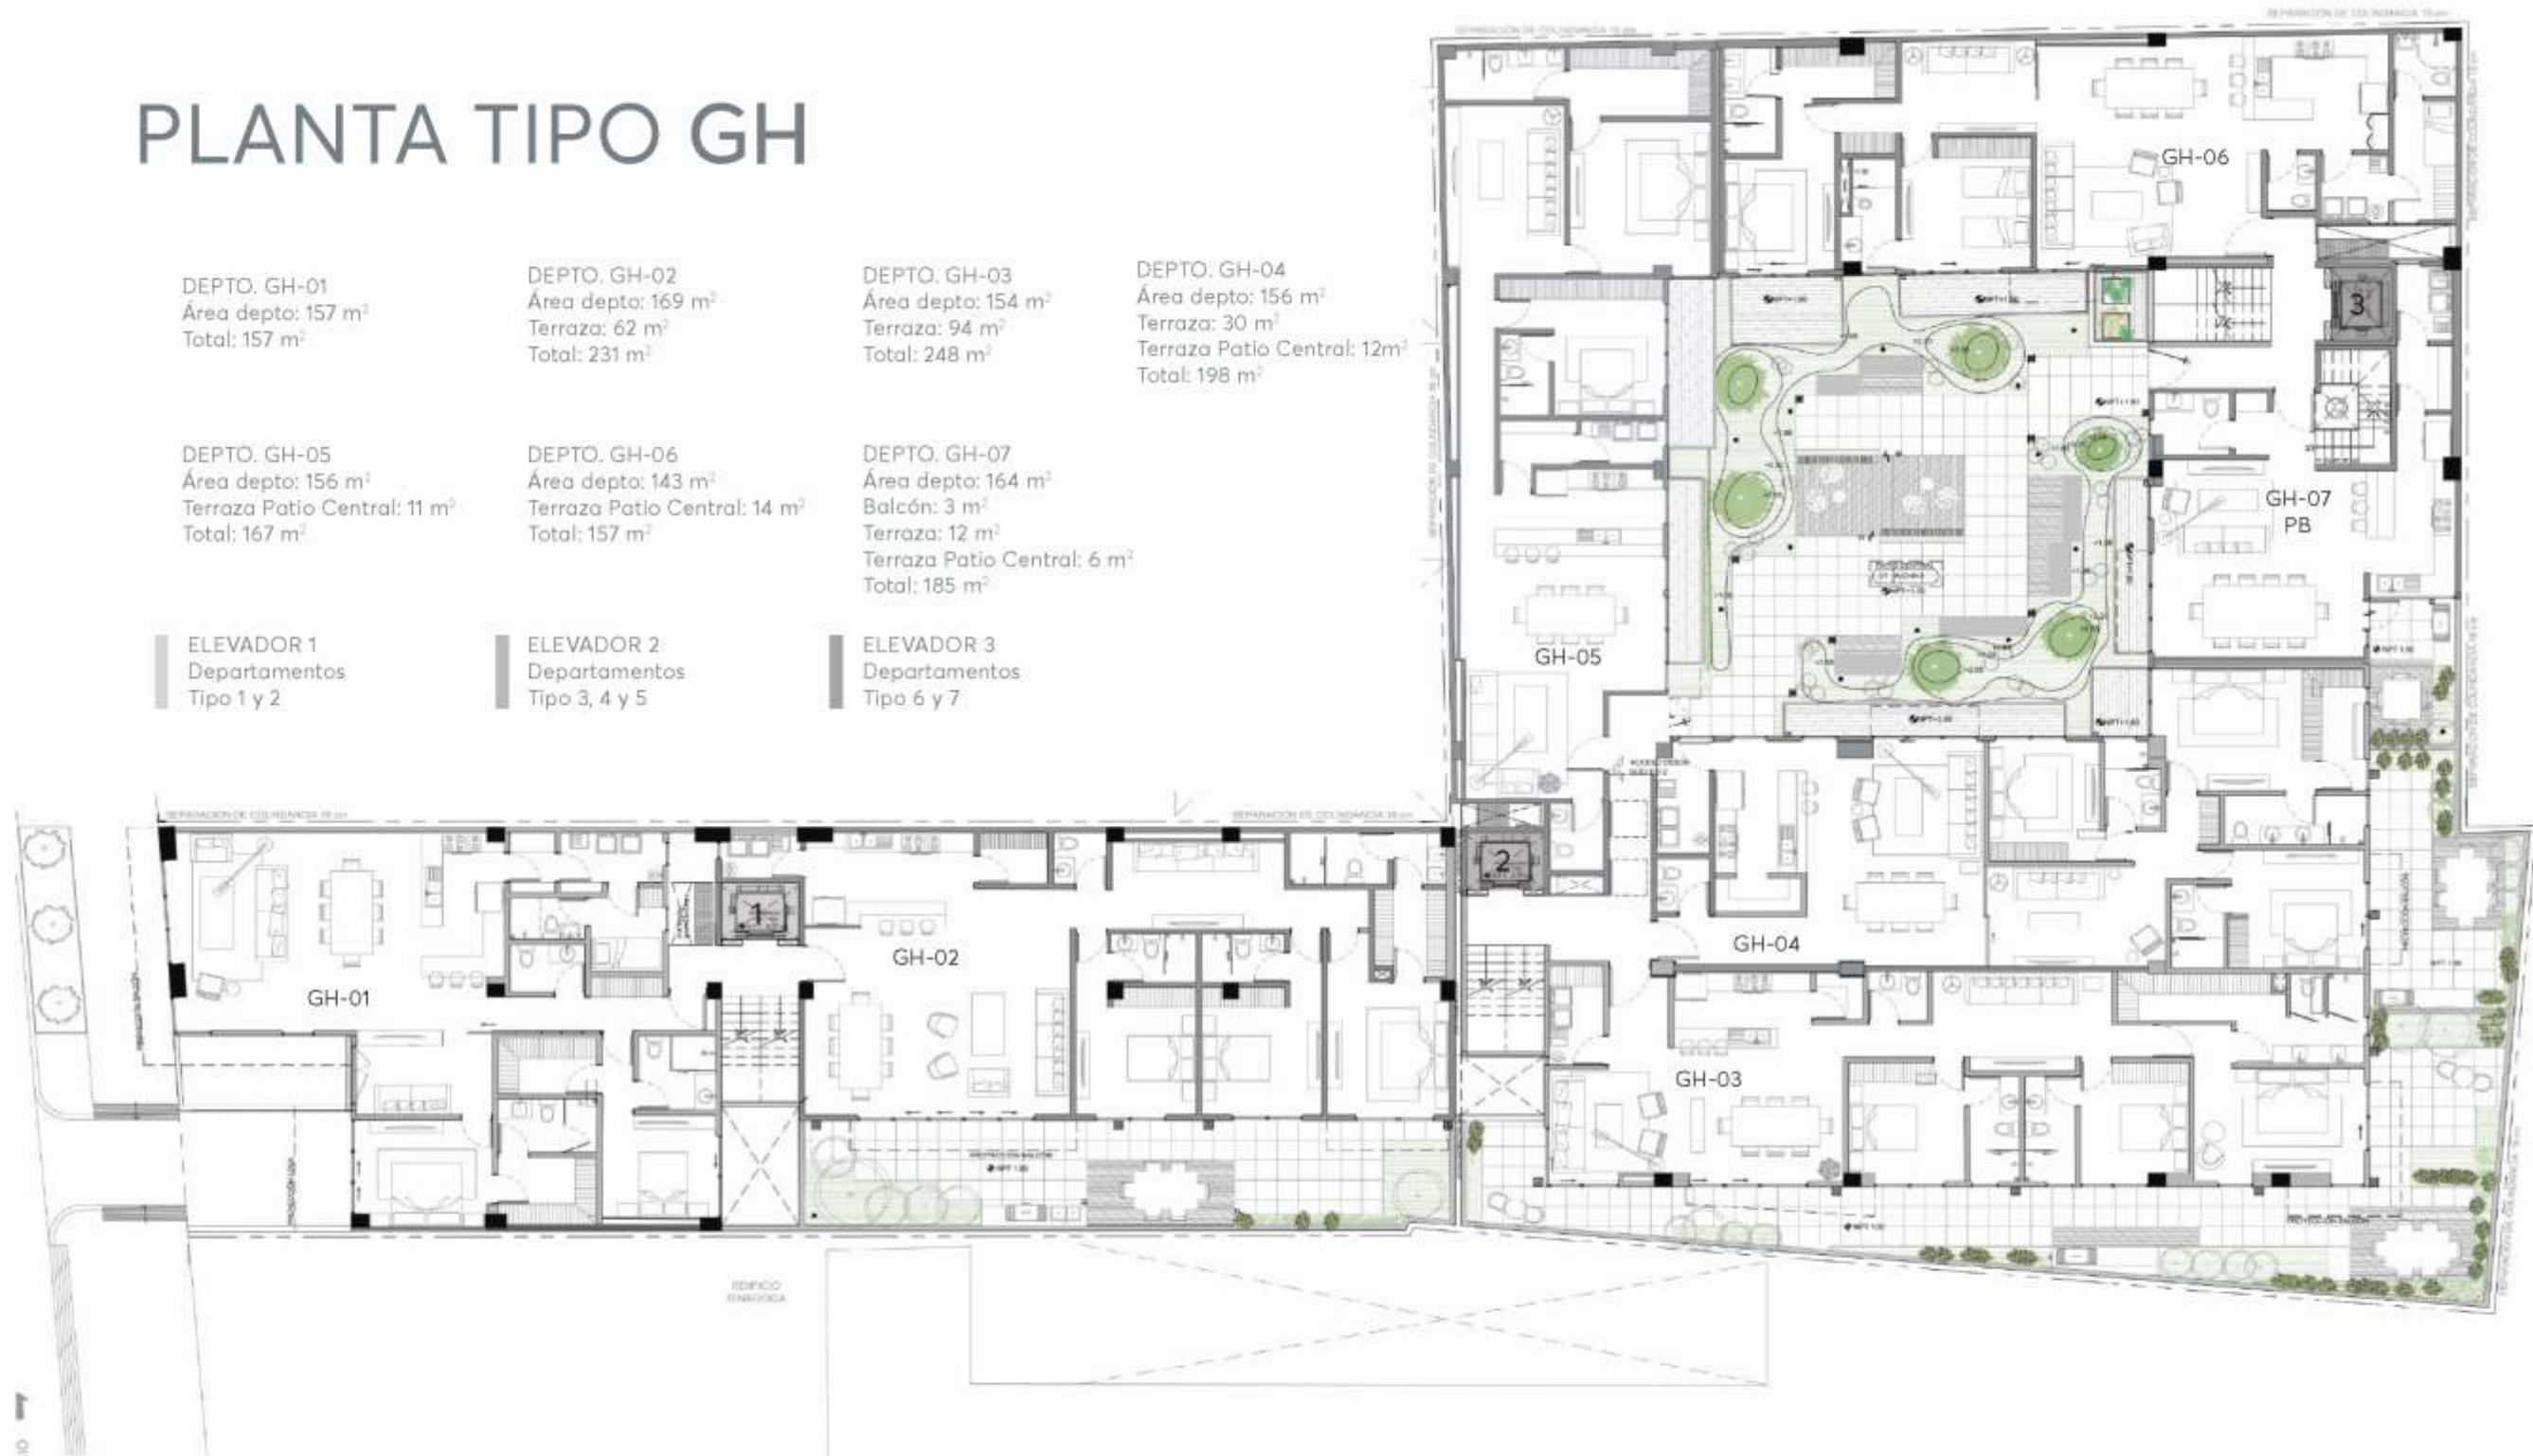 PLANTA TIPO GH
DEPTO. GH-01
Área depto: 157 m²
Total: 157 m²
DEPTO. GH-02
Área depto: 169 m²
Terraza: 62 m²
Total: 231 m²
DEPTO. GH-03
Área depto: 154 m²
Terraza: 94 m²
Total: 248 m²
DEPTO. GH-04
Área depto: 156 m²
Terraza: 30 m²
Terraza Patio Central: 12m²
Total: 198 m²
DEPTO. GH-05
Área depto: 156 m²
Terraza Patio Central: 11 m²
Total: 167 m²
DEPTO. GH-06
Área depto: 143 m²
Terraza Patio Central: 14 m²
Total: 157 m²
DEPTO. GH-07
Área depto: 164 m²
Balcón: 3 m²
Terraza: 12 m²
Terraza Patio Central: 6 m²
Total: 185 m²
ELEVADOR 1
Departamentos
Tipo 1 y 2
ELEVADOR 2
Departamentos
Tipo 3, 4 y 5
ELEVADOR 3
Departamentos
Tipo 6 y 7
GH-06
3
GH-07
PB
GH-05
2
GH-04
GH-03
1
GH-02
GH-01
EDIFICIO
SINAGOGA